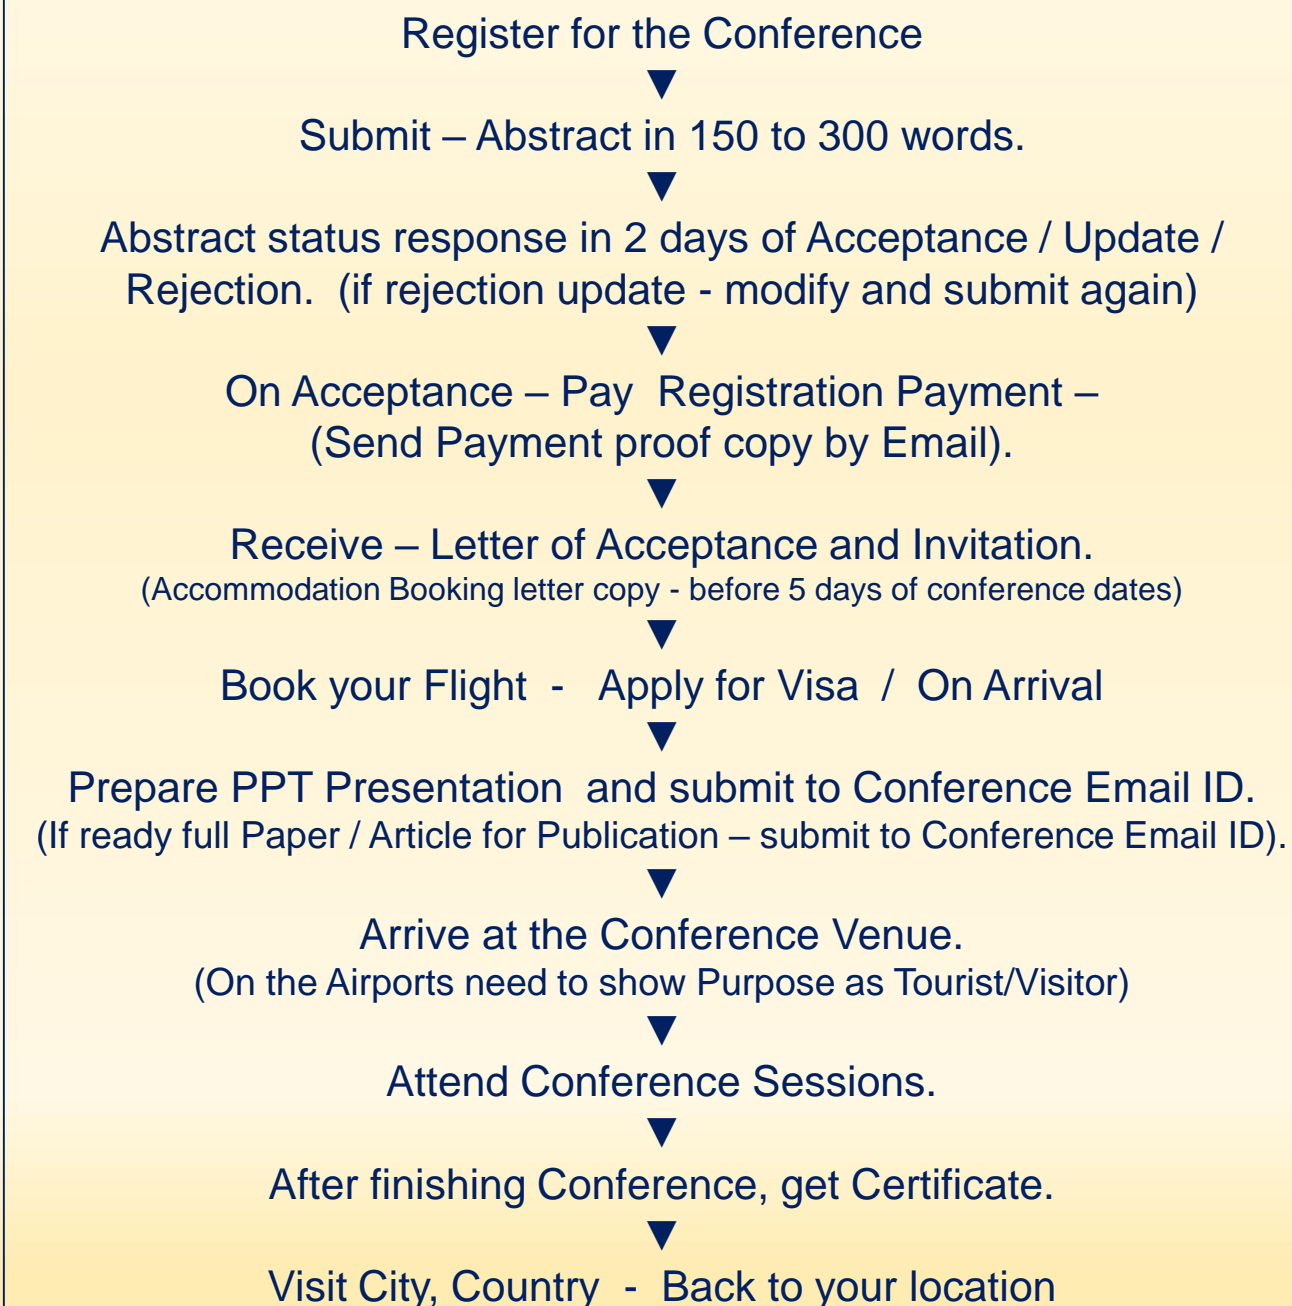 Register for the Conference
▼
Submit – Abstract in 150 to 300 words.
▼
Abstract status response in 2 days of Acceptance / Update /
Rejection.  (if rejection update - modify and submit again)
▼
On Acceptance – Pay  Registration Payment –
(Send Payment proof copy by Email).
▼
Receive – Letter of Acceptance and Invitation.
(Accommodation Booking letter copy - before 5 days of conference dates)
▼
Book your Flight  -   Apply for Visa  /  On Arrival
▼
Prepare PPT Presentation  and submit to Conference Email ID.
(If ready full Paper / Article for Publication – submit to Conference Email ID).
▼
Arrive at the Conference Venue.
(On the Airports need to show Purpose as Tourist/Visitor)
▼
Attend Conference Sessions.
▼
After finishing Conference, get Certificate.
▼
Visit City, Country  -  Back to your location